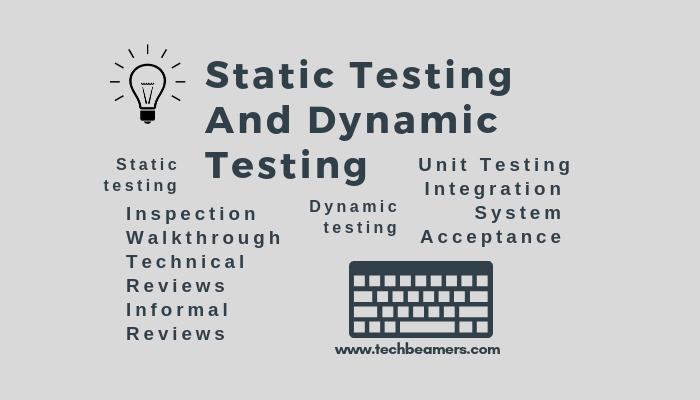 Static Testing
And Dynamic
Testing
Static
testing
Inspection
Walkthrough
Technical
Reviews
Informal
Reviews
Dynamic
testing
Unit Testing
Integration
System
Acceptance
www.techbeamers.com